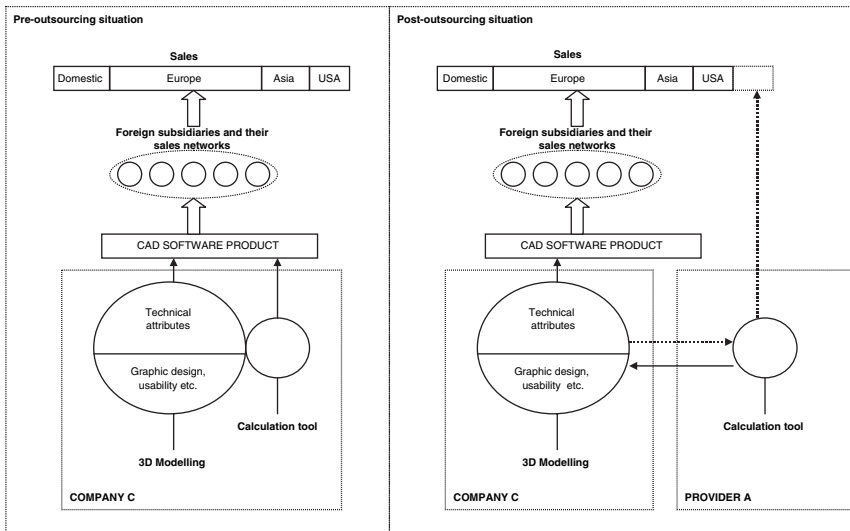 Pre-outsourcing situation
Sales
Domestic Europe Asia USA
Foreign subsidiaries and their
sales networks
CAD SOFTWARE PRODUCT
Technical
attributes
Graphic design,
usability etc.
Calculation tool
3D Modelling
COMPANY C
Post-outsourcing situation
Sales
Domestic Europe Asia USA
Foreign subsidiaries and their
sales networks
CAD SOFTWARE PRODUCT
Technical
attributes
Graphic design,
usability etc.
Calculation tool
3D Modelling
COMPANY C
PROVIDER A